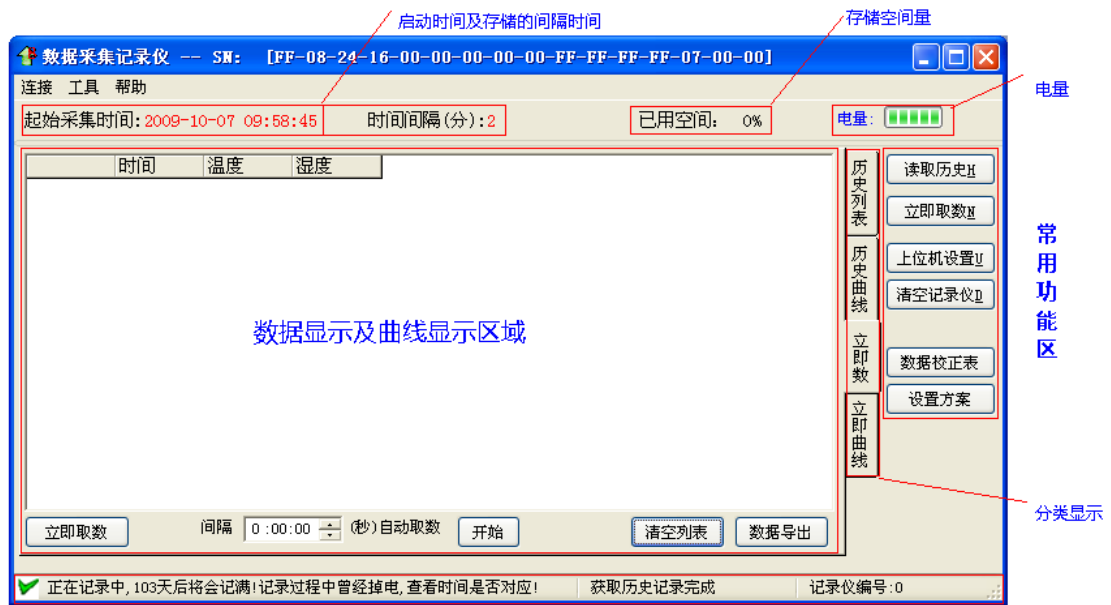 启动时间及存储的间隔时间
存储空间量
数据采集记录仪 -- SN: [FF-08-24-16-00-00-00-00-00-FF-FF-FF-FF-07-00-00]
连接 工具 帮助
电量
起始采集时间:2009-10-07 09:58:45 时间间隔(分):2 已用空间: 0% 电量:
时间 温度 湿度
历史列表
历史曲线
立即数
立即曲线
读取历史H
立即取数N
上位机设置U
清空记录仪D
数据校正表
设置方案
常用功能区
数据显示及曲线显示区域
分类显示
立即取数 间隔 0:00:00 (秒)自动取数 开始 清空列表 数据导出
正在记录中,103天后将会记满!记录过程中曾经掉电,查看时间是否对应! 获取历史记录完成 记录仪编号:0